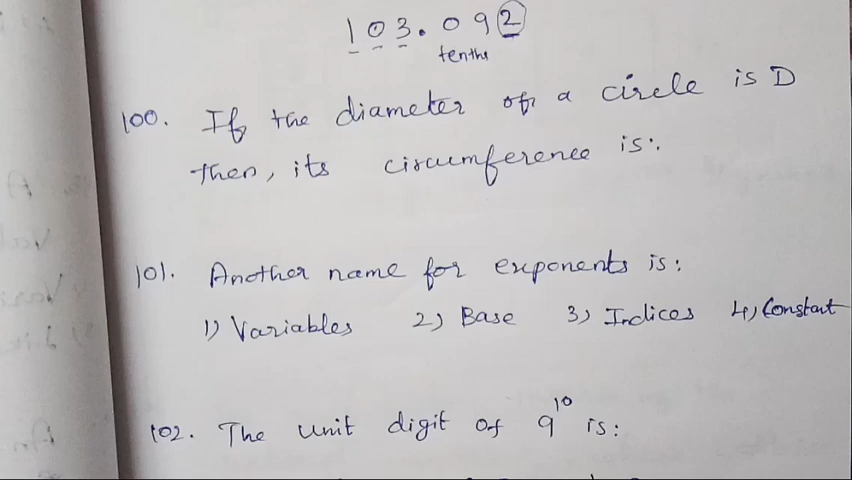 103.092
tenths
100. If the diameter of a circle is D
then, its circumference is:
101. Another name for exponents is:
1) Variables 2) Base 3) Indices 4) Constant
102. The unit digit of 9^10 is: